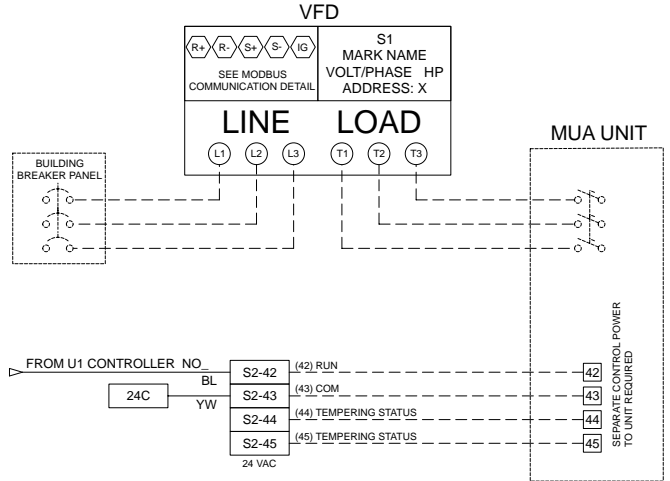 VFD
R+ R- S+ S- IG
SEE MODBUS
COMMUNICATION DETAIL
S1
MARK NAME
VOLT/PHASE HP
ADDRESS: X
LINE LOAD
L1 L2 L3 T1 T2 T3
BUILDING
BREAKER PANEL
MUA UNIT
FROM U1 CONTROLLER NO_
BL
24C
YW
S2-42 (42) RUN 42
S2-43 (43) COM 43
S2-44 (44) TEMPERING STATUS 44
S2-45 (45) TEMPERING STATUS 45
24 VAC
SEPARATE CONTROL POWER
TO UNIT REQUIRED